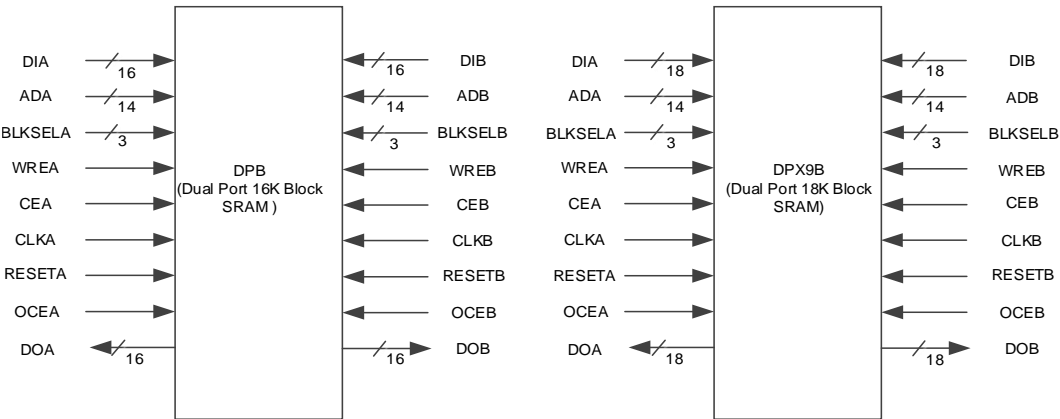 DIA 16 16 DIB
ADA 14 14 ADB
BLKSELA 3 3 BLKSELB
WREA WREB
DPB
(Dual Port 16K Block
SRAM )
CEA CEB
CLKA CLKB
RESETA RESETB
OCEA OCEB
DOA 16 16 DOB
DIA 18 18 DIB
ADA 14 14 ADB
BLKSELA 3 3 BLKSELB
WREA WREB
DPX9B
(Dual Port 18K Block
SRAM)
CEA CEB
CLKA CLKB
RESETA RESETB
OCEA OCEB
DOA 18 18 DOB